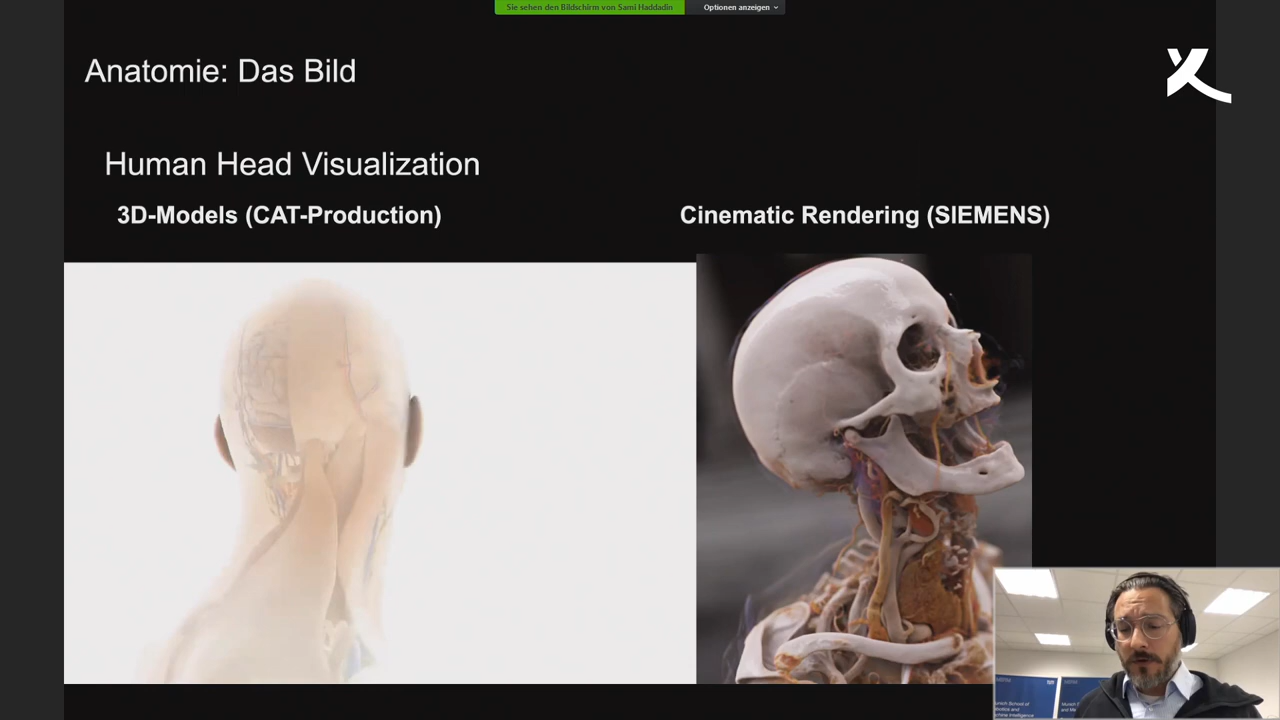 Sie sehen den Bildschirm von Sami Haddadin
Optionen anzeigen
Anatomie: Das Bild
Human Head Visualization
3D-Models (CAT-Production)
Cinematic Rendering (SIEMENS)